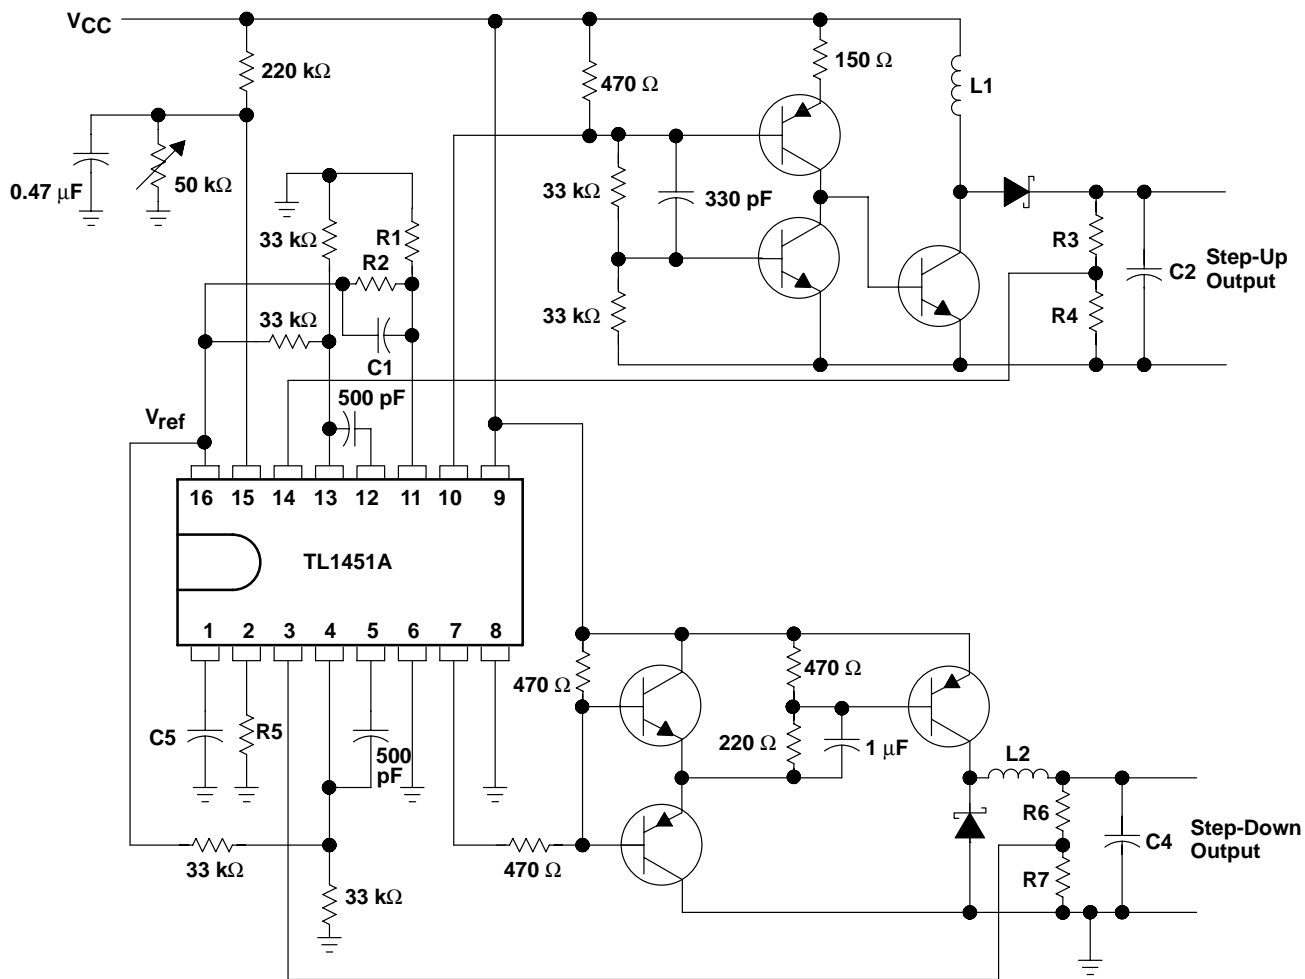 VCC
220 kΩ
470 Ω
150 Ω
L1
0.47 μF
50 kΩ
33 kΩ
R1
R2
33 kΩ
C1
500 pF
Vref
33 kΩ
330 pF
33 kΩ
R3
R4
C2
Step-Up
Output
16 15 14 13 12 11 10 9
TL1451A
1 2 3 4 5 6 7 8
C5
R5
500
pF
33 kΩ
33 kΩ
470 Ω
470 Ω
470 Ω
220 Ω
1 μF
L2
R6
R7
C4
Step-Down
Output